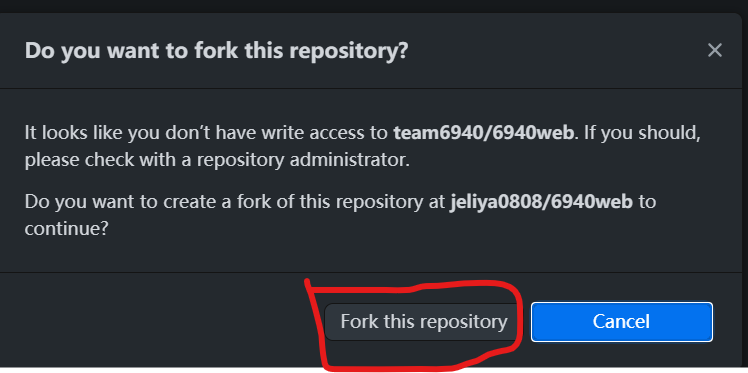 Do you want to fork this repository?
It looks like you don’t have write access to team6940/6940web. If you should,
please check with a repository administrator.
Do you want to create a fork of this repository at jeliya0808/6940web to
continue?
Fork this repository
Cancel